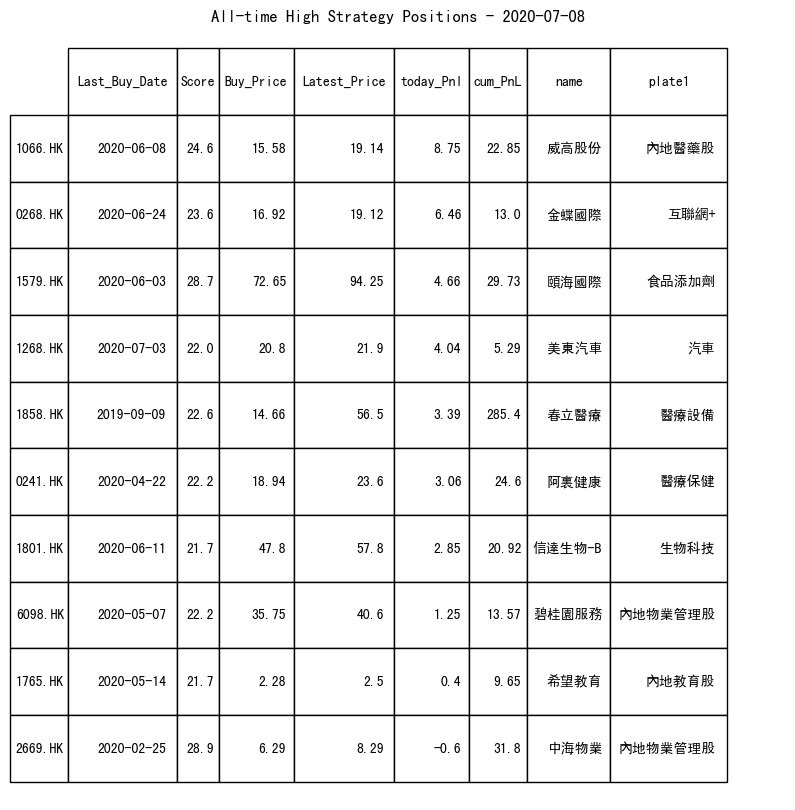 All-time High Strategy Positions - 2020-07-08
Last_Buy_Date Score Buy_Price Latest_Price today_Pnl cum_PnL name plate1
1066.HK 2020-06-08 24.6 15.58 19.14 8.75 22.85 威高股份 內地醫藥股
0268.HK 2020-06-24 23.6 16.92 19.12 6.46 13.0 金蝶國際 互聯網+
1579.HK 2020-06-03 28.7 72.65 94.25 4.66 29.73 頤海國際 食品添加劑
1268.HK 2020-07-03 22.0 20.8 21.9 4.04 5.29 美東汽車 汽車
1858.HK 2019-09-09 22.6 14.66 56.5 3.39 285.4 春立醫療 醫療設備
0241.HK 2020-04-22 22.2 18.94 23.6 3.06 24.6 阿裏健康 醫療保健
1801.HK 2020-06-11 21.7 47.8 57.8 2.85 20.92 信達生物-B 生物科技
6098.HK 2020-05-07 22.2 35.75 40.6 1.25 13.57 碧桂園服務 內地物業管理股
1765.HK 2020-05-14 21.7 2.28 2.5 0.4 9.65 希望教育 內地教育股
2669.HK 2020-02-25 28.9 6.29 8.29 -0.6 31.8 中海物業 內地物業管理股